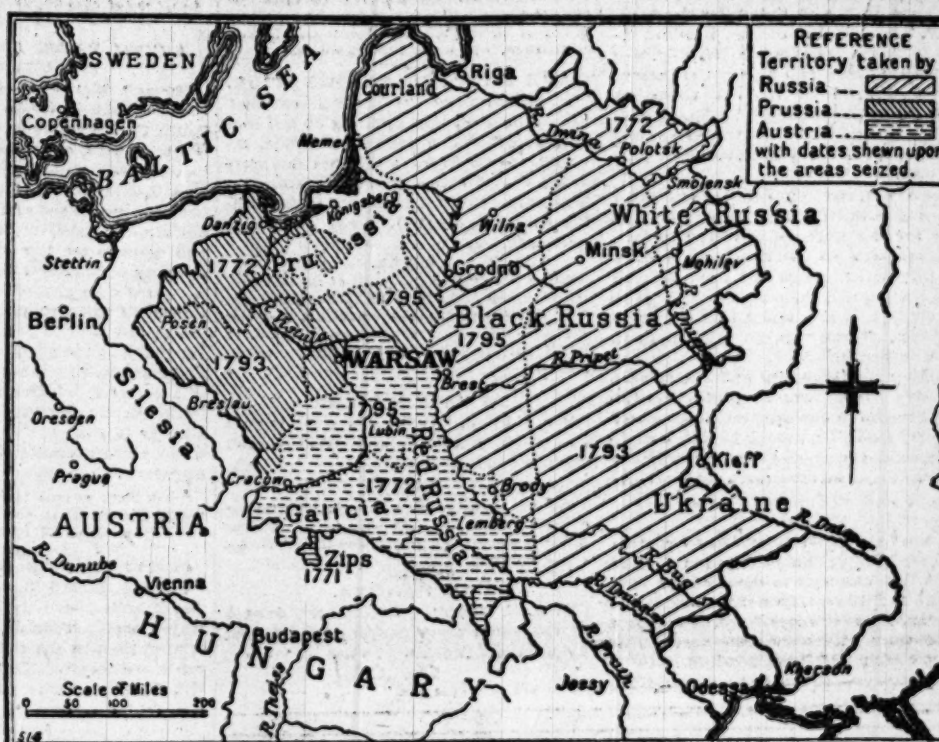 REFERENCE
Territory taken by
Russia
Prussia
Austria
with dates shewn upon
the areas seized.
SWEDEN
BALTIC SEA
Copenhagen
Courland
Riga
R. Dwina
1772
Polotsk
Memel
Smolensk
Königsberg
Danzig
Wilna
White Russia
Stettin
1772
Prussia
Minsk
Mohilev
Grodno
1795
Berlin
Posen
Vistula
Black Russia
1795
R. Dnieper
WARSAW
R. Pripet
1793
Brest
Silesia
Breslau
1795
Dresden
Lublin
Red Russia
1793
Kieff
Prague
Cracow
1772
Brody
Ukraine
Galicia
Lemberg
AUSTRIA
R. Dnieper
Zips
1771
R. Bug
R. Danube
R. Dniester
Vienna
HUNGARY
Budapest
R. Pruth
Kherson
Scale of Miles
Jassy
Odessa
0 50 100 200
R. Theiss